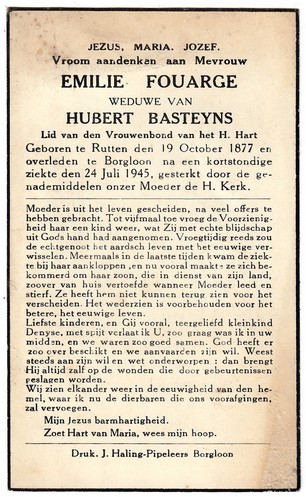 JEZUS, MARIA, JOZEF.
Vroom aandenken aan Mevrouw
EMILIE FOUARGE
WEDUWE VAN
HUBERT BASTEYNS
Lid van den Vrouwenbond van het H. Hart
Geboren te Rutten den 19 October 1877 en
overleden te Borgloon na een kortstondige
ziekte den 24 Juli 1945, gesterkt door de ge-
nademiddelen onzer Moeder de H. Kerk.
Moeder is uit het leven gescheiden, na veel offers te
hebben gebracht. Tot vijfmaal toe vroeg de Voorzienig-
heid haar een kind weer, wat Zij met echte blijdschap
uit God's hand had aangenomen. Vroegtijdig reeds zou
de echtgenoot het aardsch leven met het eeuwige ver-
wisselen. Meermaals in de laatste tijden kwam de ziek-
te bij haar aankloppen, en nu vooral maakte ze zich be-
kommerd om haar zoon, die in dienst van zijn land,
zoover van huis vertoefde wanneer Moeder leed en
stierf. Ze heeft hem niet kunnen terug zien voor het
verscheiden. Het wederzien is voorbehouden voor het
betere, het eeuwige leven.
Liefste kinderen, en Gij vooral, teergeliefd kleinkind
Denyse, met spijt verlaat ik U, zoo graag was ik in uw
midden, en we waren zoo goed samen. God heeft er
zoo over beschikt en we aanvaarden zijn wil. Weest
steeds aan zijn wil en wet onderworpen : dan brengt
Hij altijd zalf op de wonden die door gebeurtenissen
geslagen worden.
Wij zien elkander weer in de eeuwigheid van den he-
mel, waar ik nu de dierbaren die ons voorafgingen,
zal vervoegen.
Mijn Jezus barmhartigheid.
Zoet Hart van Maria, wees mijn hoop.
Druk. J. Haling-Pipeleers Borgloon